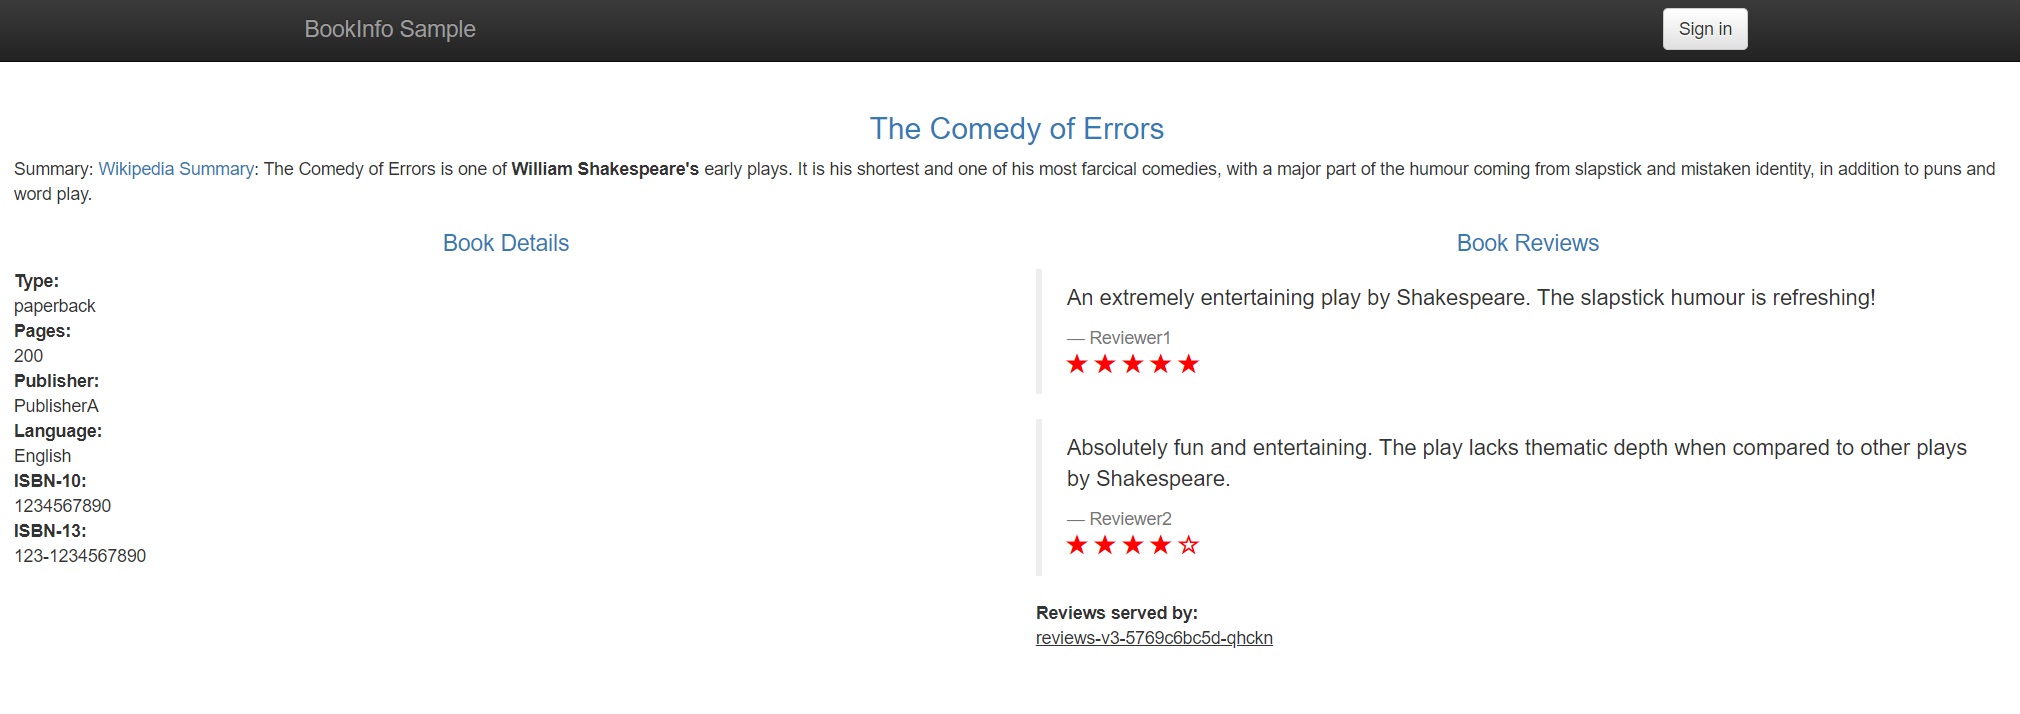 BookInfo Sample
Sign in
The Comedy of Errors
Summary: Wikipedia Summary: The Comedy of Errors is one of William Shakespeare's early plays. It is his shortest and one of his most farcical comedies, with a major part of the humour coming from slapstick and mistaken identity, in addition to puns and
word play.
Book Details
Type:
paperback
Pages:
200
Publisher:
PublisherA
Language:
English
ISBN-10:
1234567890
ISBN-13:
123-1234567890
Book Reviews
An extremely entertaining play by Shakespeare. The slapstick humour is refreshing!
— Reviewer1
★ ★ ★ ★ ★
Absolutely fun and entertaining. The play lacks thematic depth when compared to other plays
by Shakespeare.
— Reviewer2
★ ★ ★ ★ ☆
Reviews served by:
reviews-v3-5769c6bc5d-qhckn